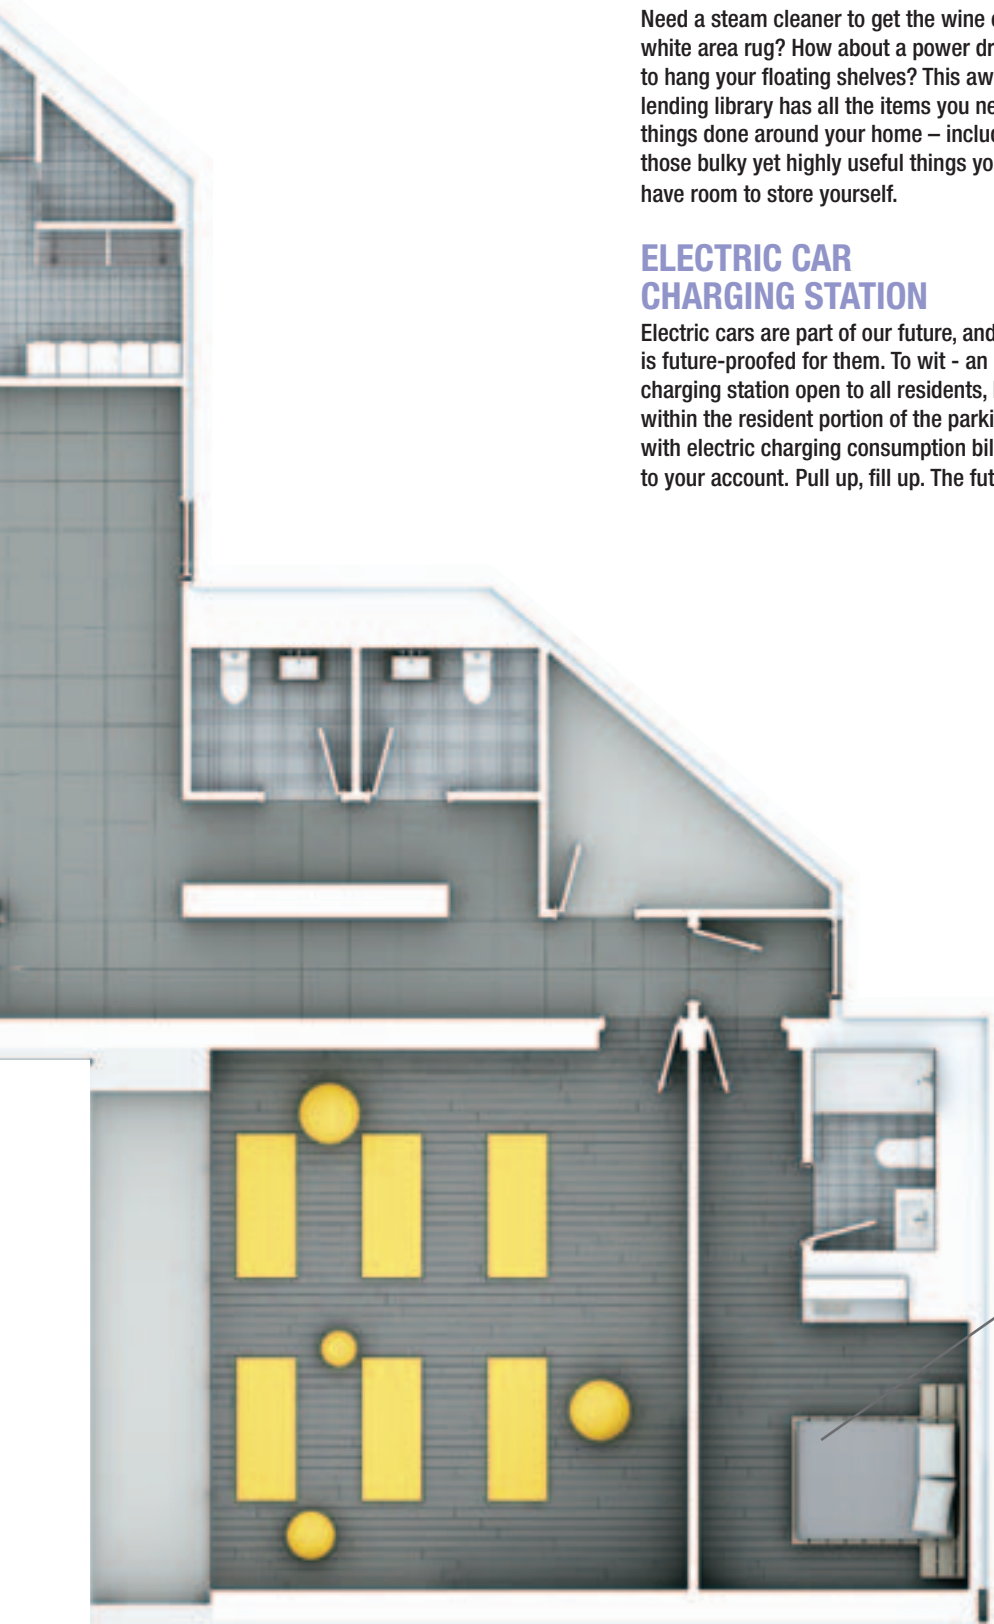 Need a steam cleaner to get the wine
white area rug? How about a power
to hang your floating shelves? This
lending library has all the items you
things done around your home –
those bulky yet highly useful things
have room to store yourself.
ELECTRIC CAR
CHARGING STATION
Electric cars are part of our future, and
is future-proofed for them. To wit - an
charging station open to all residents,
within the resident portion of the
with electric charging consumption
to your account. Pull up, fill up. The